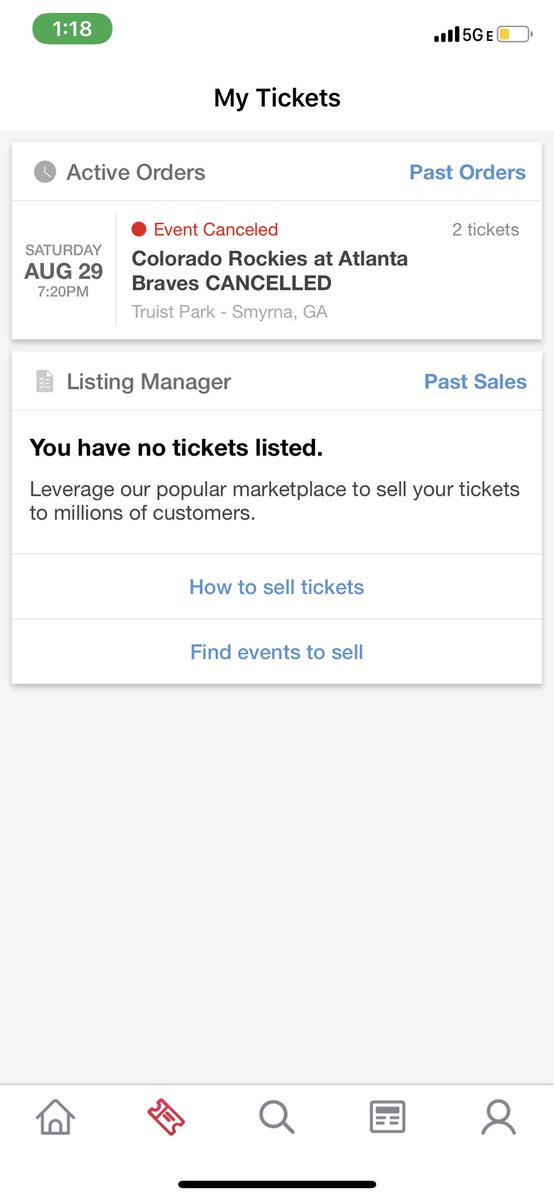 1:18
5GE
My Tickets
Active Orders
Past Orders
SATURDAY
AUG 29
7:20PM
Event Canceled
2 tickets
Colorado Rockies at Atlanta
Braves CANCELLED
Truist Park - Smyrna, GA
Listing Manager
Past Sales
You have no tickets listed.
Leverage our popular marketplace to sell your tickets
to millions of customers.
How to sell tickets
Find events to sell